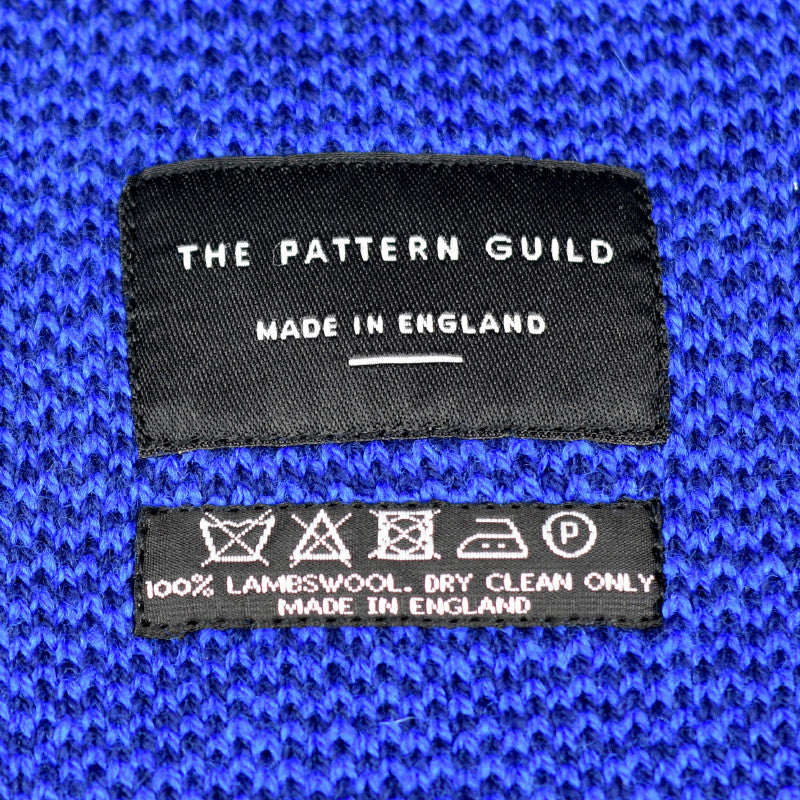 THE PATTERN GUILD
MADE IN ENGLAND
P
100% LAMBSWOOL. DRY CLEAN ONLY
MADE IN ENGLAND